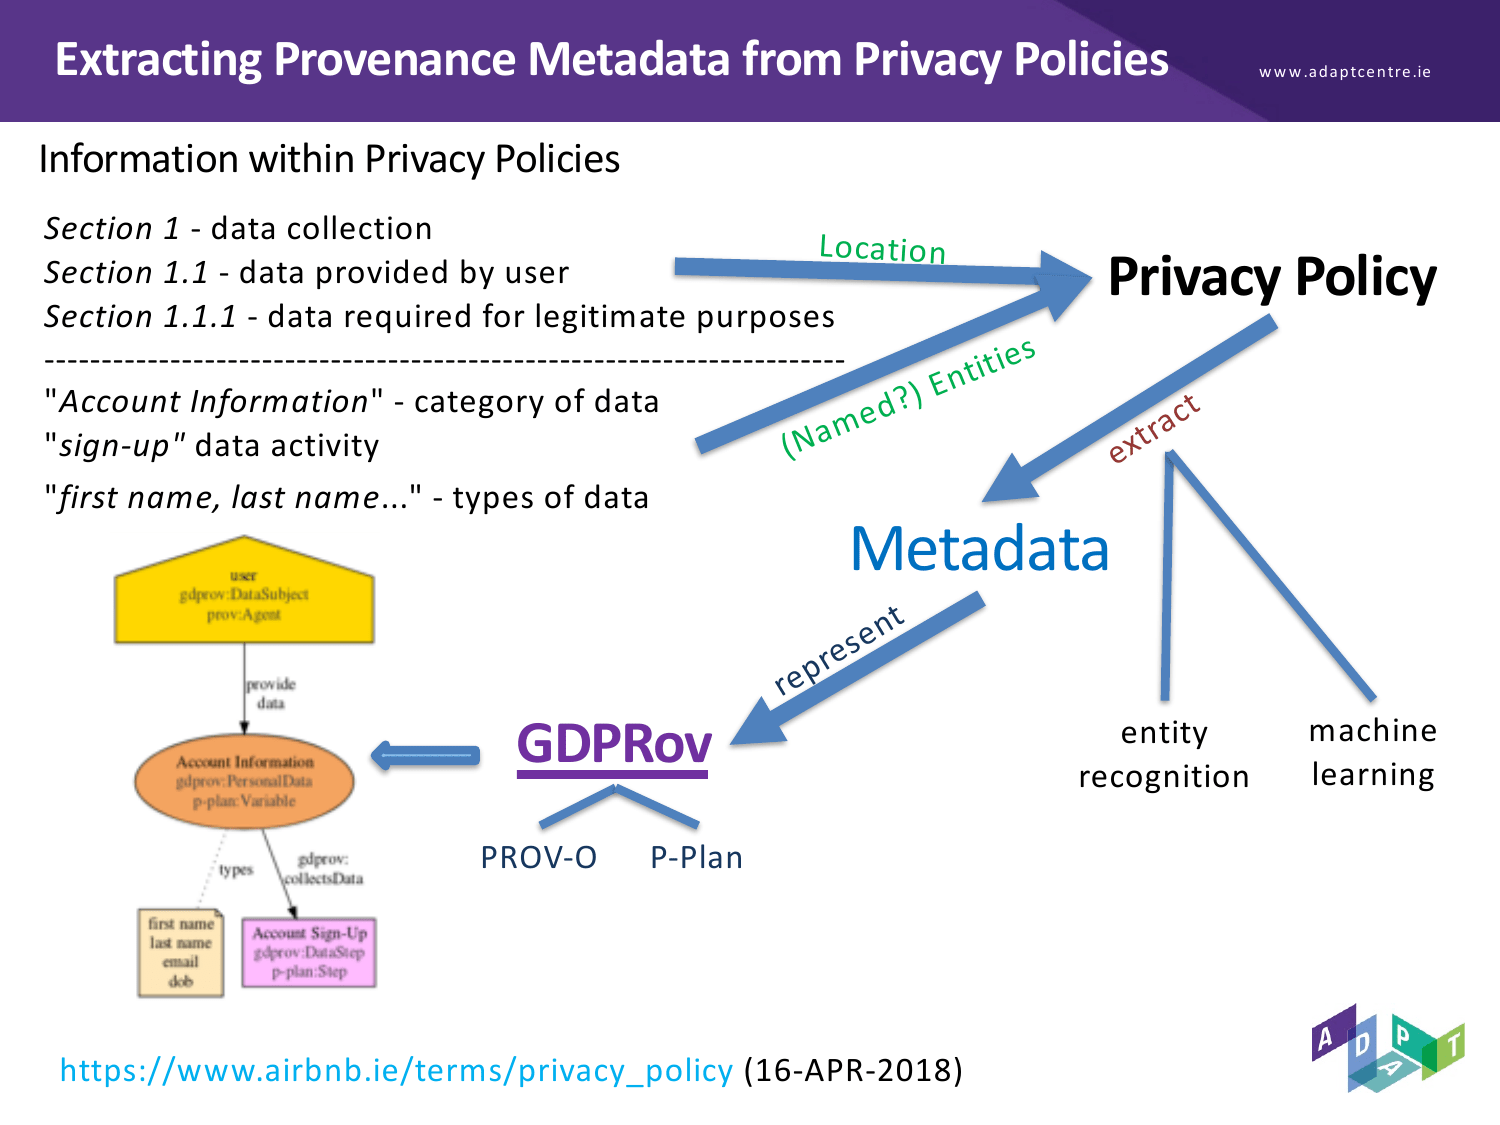 Extracting Provenance Metadata from Privacy Policies
www.adaptcentre.ie
Information within Privacy Policies
Section 1 - data collection
Section 1.1 - data provided by user
Section 1.1.1 - data required for legitimate purposes
----------------------------------------------------------------------
"Account Information" - category of data
"sign-up" data activity
"first name, last name..." - types of data
Location
(Named?) Entities
Privacy Policy
extract
entity
recognition
machine
learning
Metadata
represent
GDPRov
PROV-O
P-Plan
user
gdprov:DataSubject
prov:Agent
provide
data
Account Information
gdprov:PersonalData
p-plan:Variable
types
gdprov:
collectsData
first name
last name
email
dob
Account Sign-Up
gdprov:DataStep
p-plan:Step
https://www.airbnb.ie/terms/privacy_policy (16-APR-2018)
ADAPT